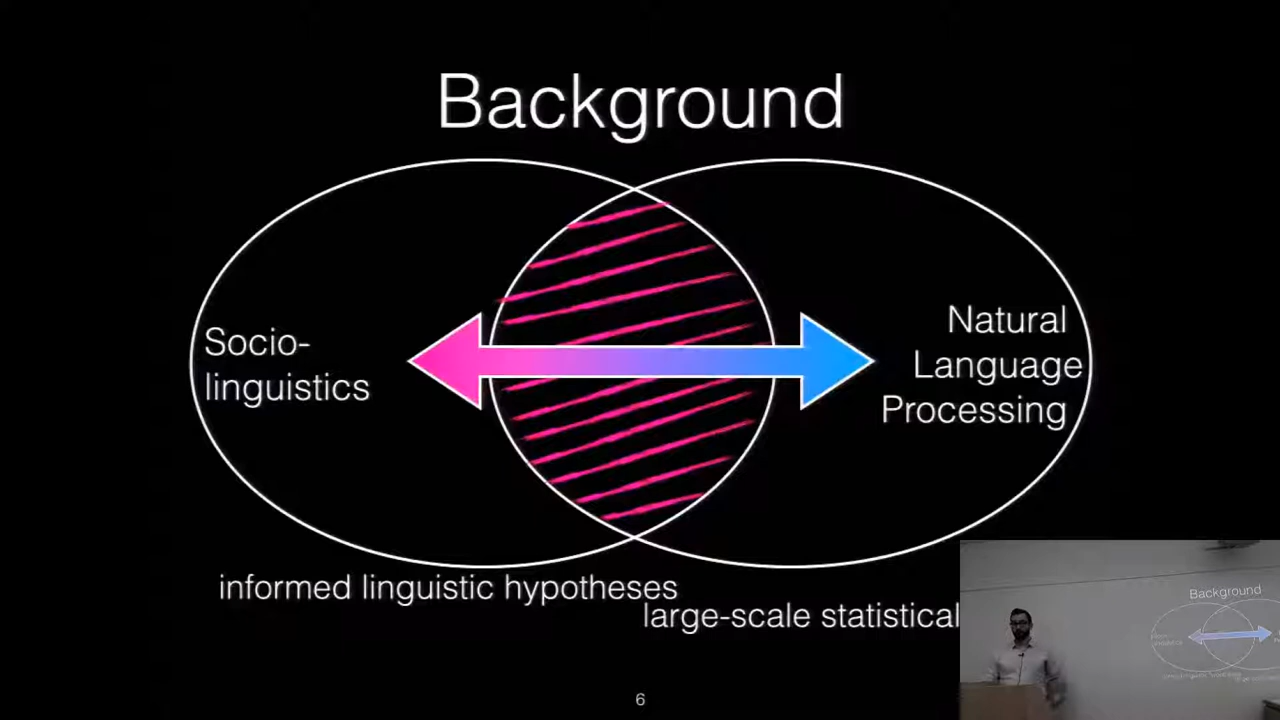 Background
Socio-
linguistics
Natural
Language
Processing
informed linguistic hypotheses
large-scale statistical
6
Background